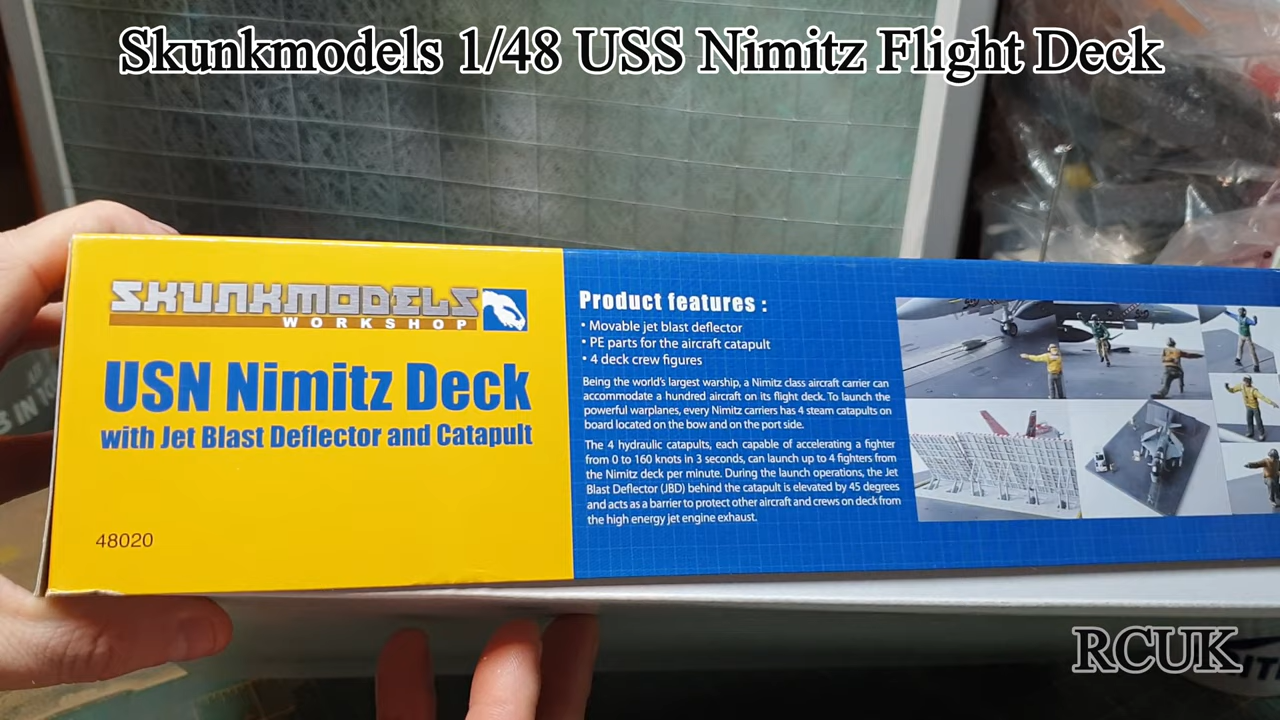 Skunkmodels 1/48 USS Nimitz Flight Deck
SKUNKMODELS
WORKSHOP
USN Nimitz Deck
with Jet Blast Deflector and Catapult
48020
Product features :
• Movable jet blast deflector
• PE parts for the aircraft catapult
• 4 deck crew figures
Being the world's largest warship, a Nimitz class aircraft carrier can
accommodate a hundred aircraft on its flight deck. To launch the
powerful warplanes, every Nimitz carriers has 4 steam catapults on
board located on the bow and on the port side.
The 4 hydraulic catapults, each capable of accelerating a fighter
from 0 to 160 knots in 3 seconds, can launch up to 4 fighters from
the Nimitz deck per minute. During the launch operations, the Jet
Blast Deflector (JBD) behind the catapult is elevated by 45 degrees
and acts as a barrier to protect other aircraft and crews on deck from
the high energy jet engine exhaust.
RCUK